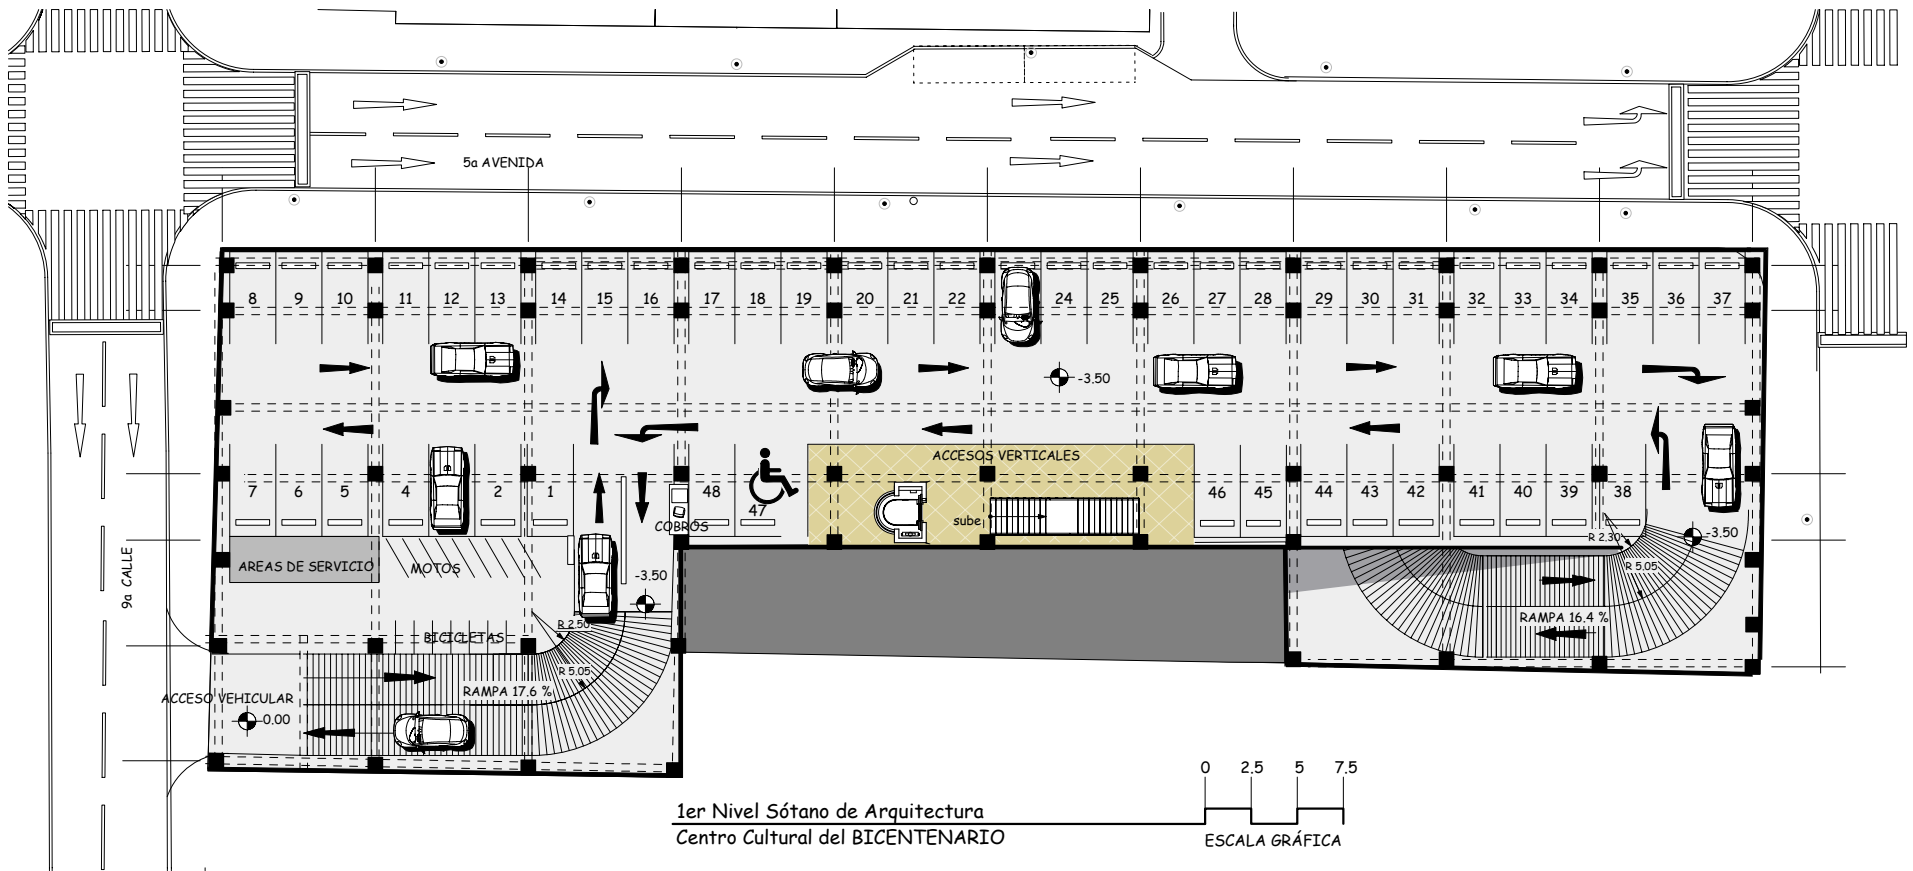 5a AVENIDA
8 9 10 11 12 13 14 15 16 17 18 19 20 21 22 24 25 26 27 28 29 30 31 32 33 34 35 36 37
-3.50
ACCESOS VERTICALES
7 6 5 4 2 1 48 47 46 45 44 43 42 41 40 39 38
sube
COBROS
R 2.30
-3.50
AREAS DE SERVICIO
MOTOS
R 5.05
9a CALLE
-3.50
RAMPA 16.4 %
R 2.50
BICICLETAS
R 5.05
RAMPA 17.6 %
ACCESO VEHICULAR
0.00
0 2.5 5 7.5
1er Nivel Sótano de Arquitectura
Centro Cultural del BICENTENARIO
ESCALA GRÁFICA